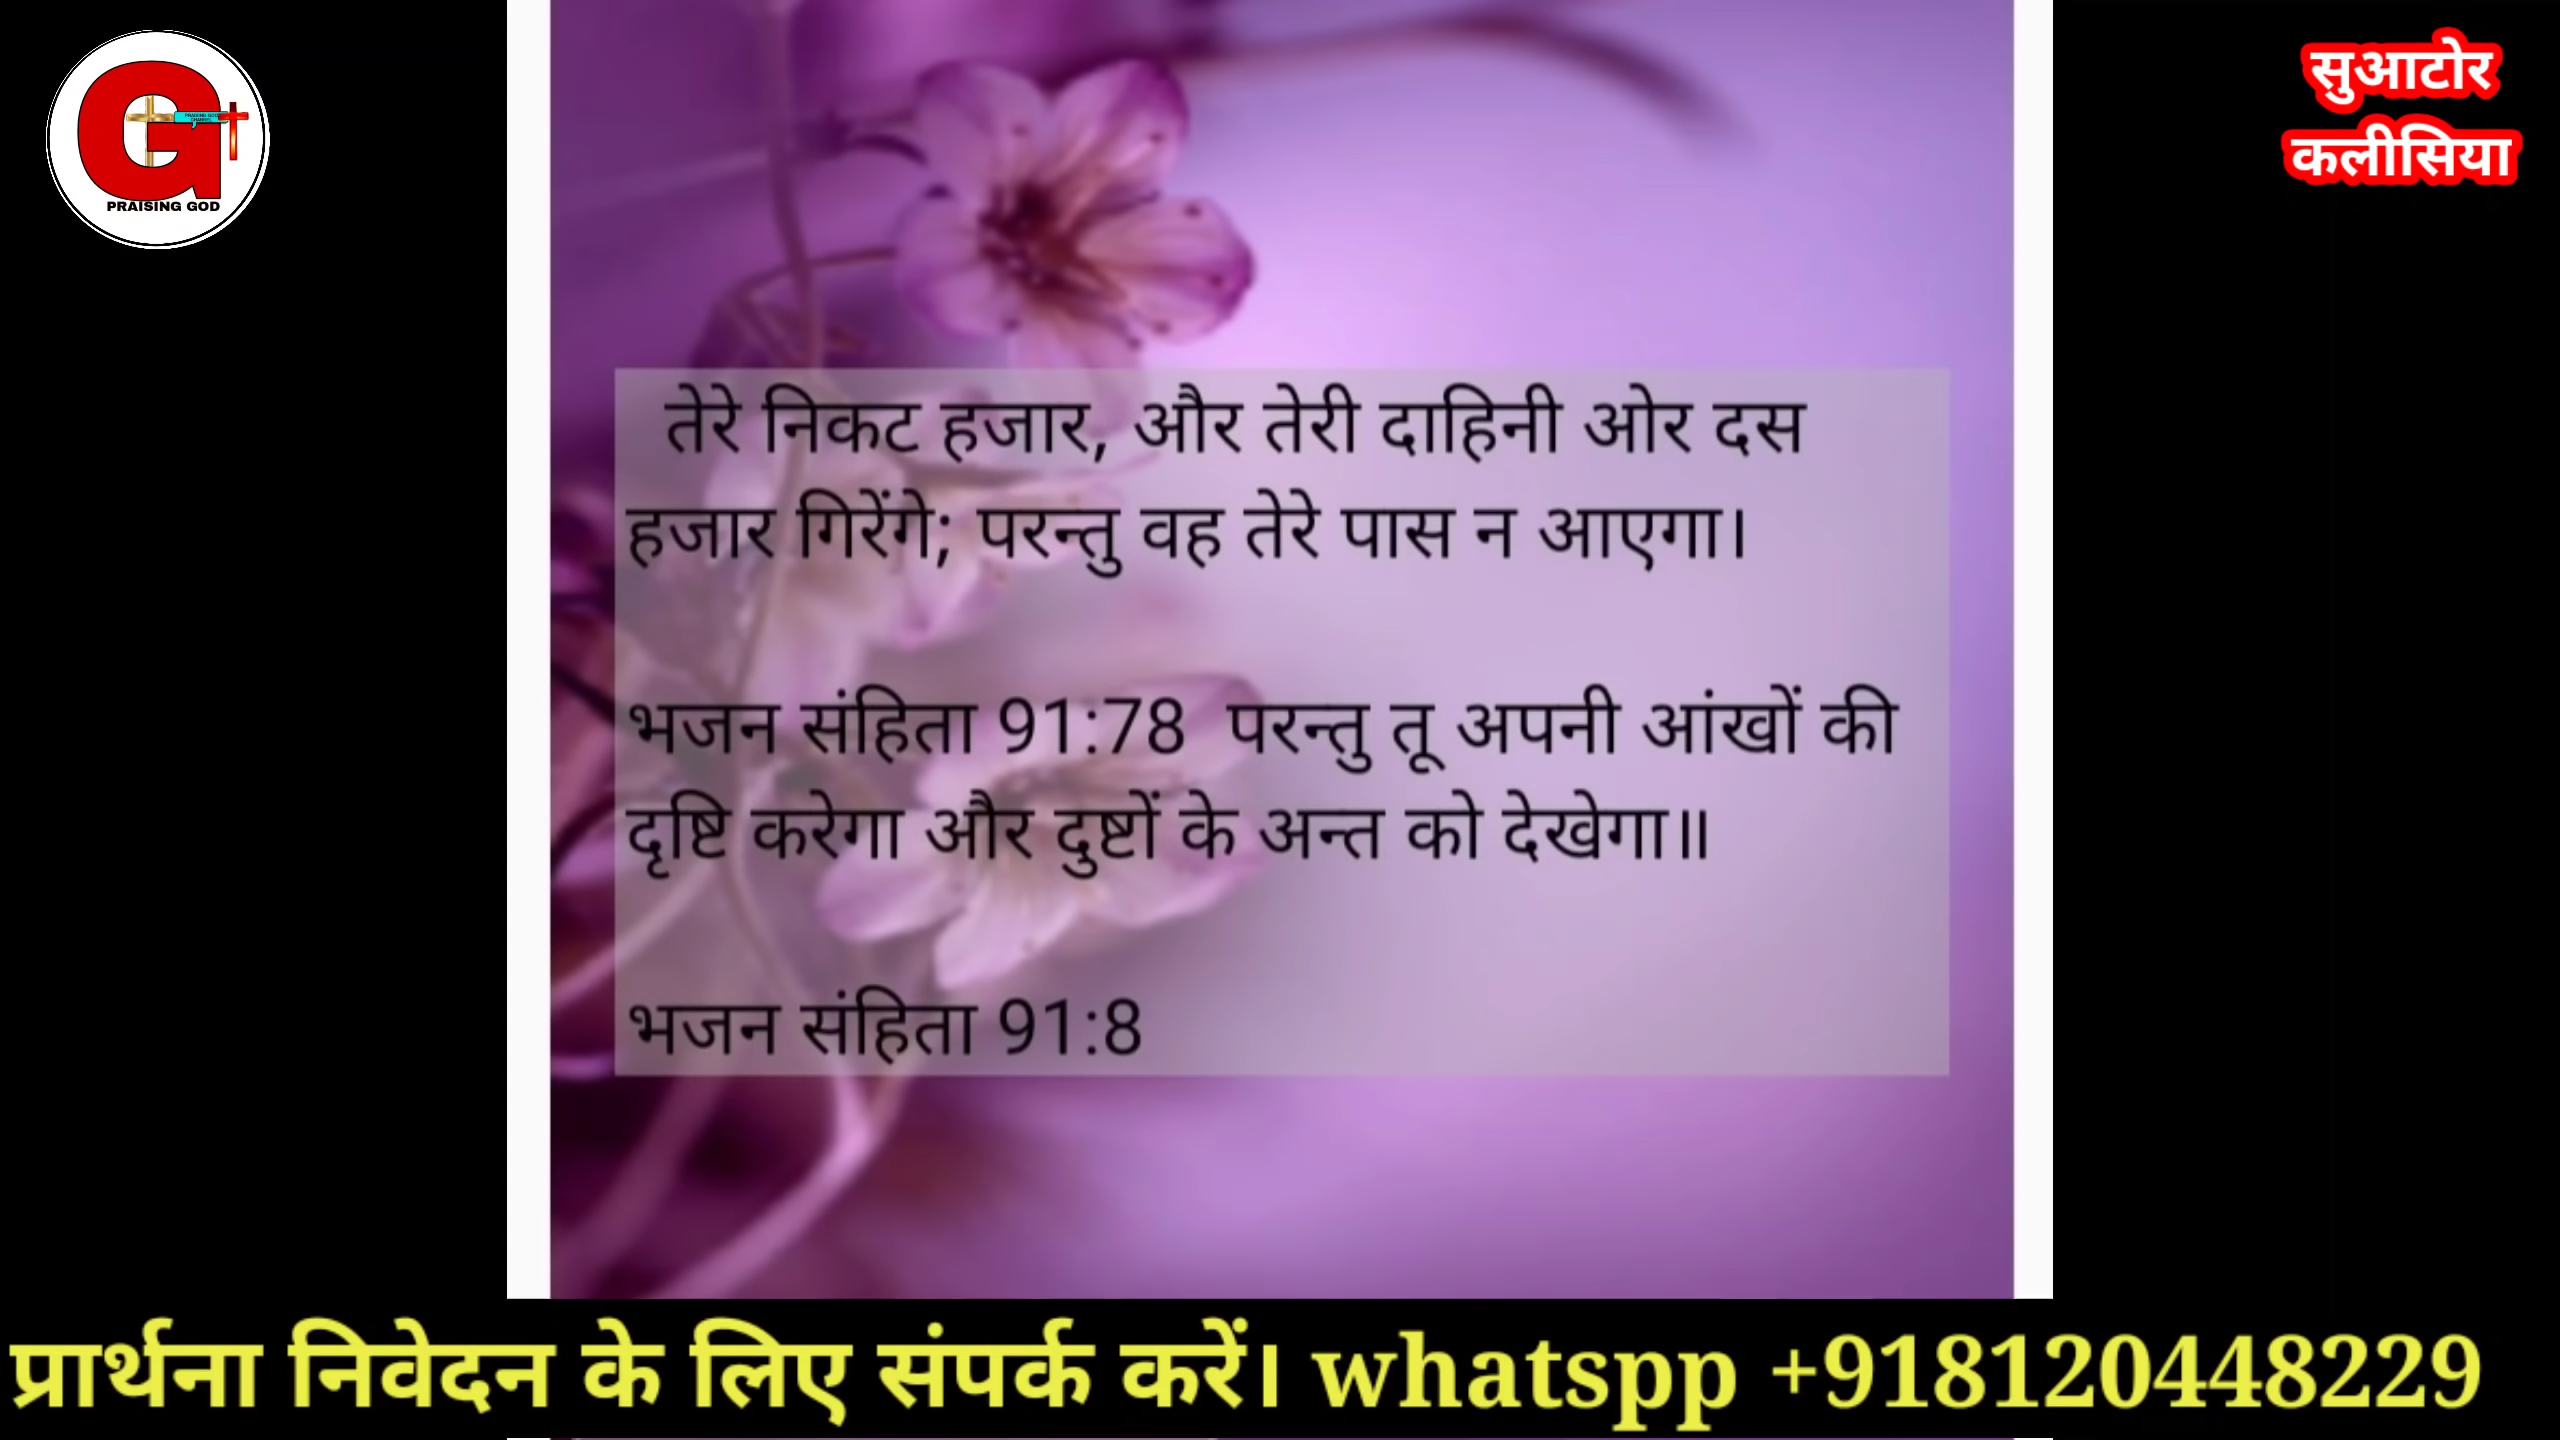 PRAISING GOD
सुआटोर
कलीसिया
तेरे निकट हजार, और तेरी दाहिनी ओर दस
हजार गिरेंगे; परन्तु वह तेरे पास न आएगा।
भजन संहिता 91:78 परन्तु तू अपनी आंखों की
दृष्टि करेगा और दुष्टों के अन्त को देखेगा॥
भजन संहिता 91:8
प्रार्थना निवेदन के लिए संपर्क करें। whatspp +918120448229